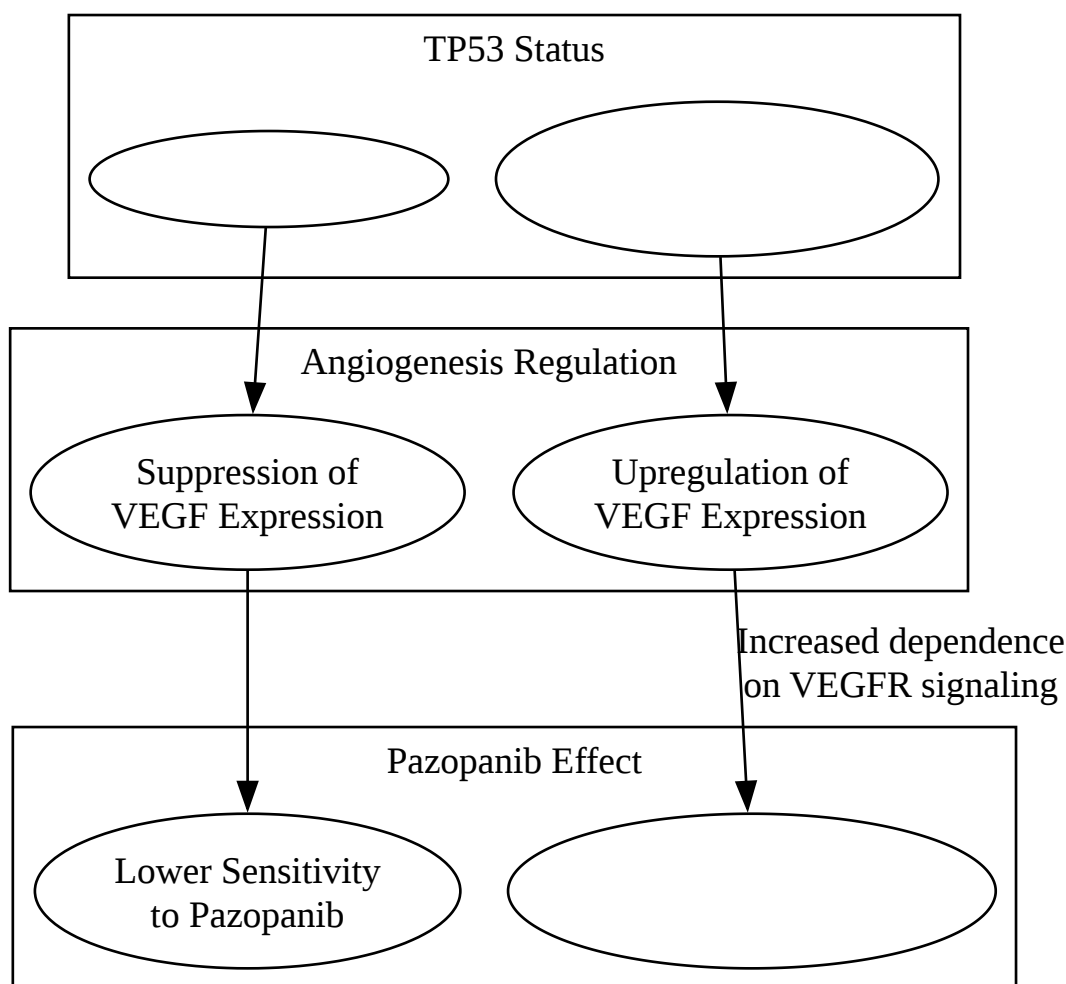 TP53 Status
Angiogenesis Regulation
Suppression of
VEGF Expression
Upregulation of
VEGF Expression
Increased dependence
on VEGFR signaling
Pazopanib Effect
Lower Sensitivity
to Pazopanib